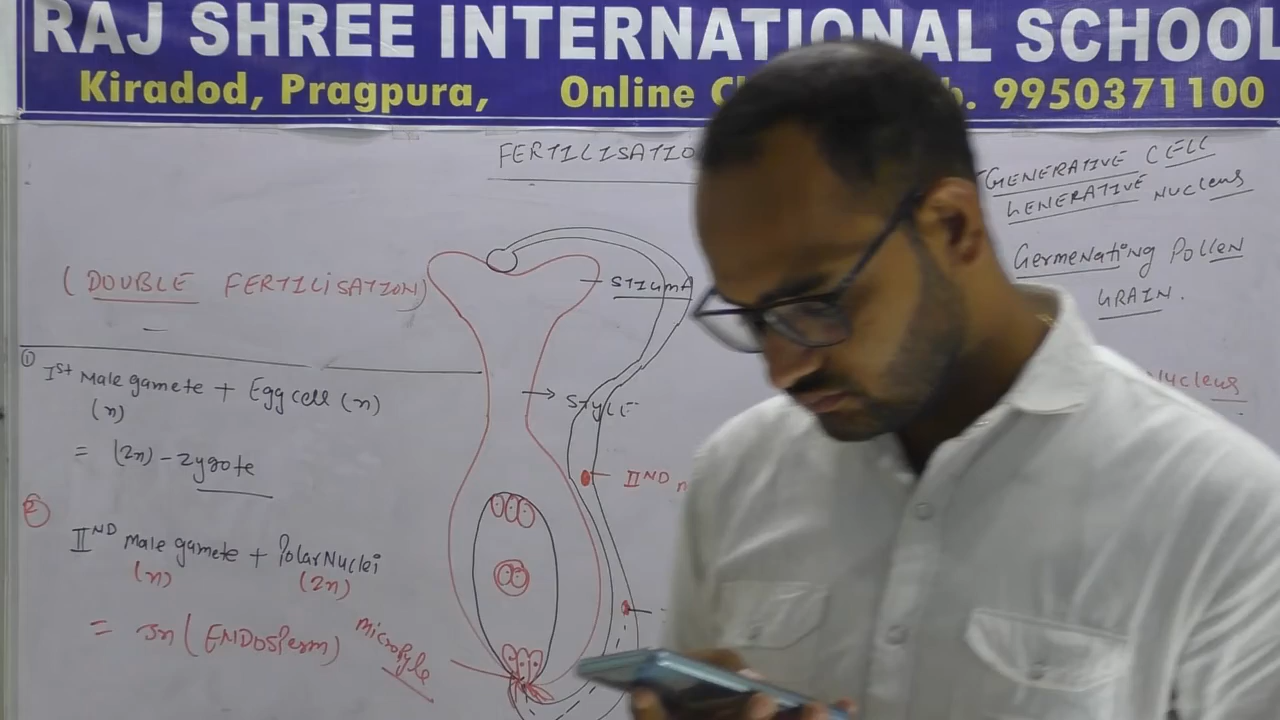 RAJ SHREE INTERNATIONAL SCHOOL
Kiradod, Pragpura, Online 9950371100
FERTILISATIO
GENERATIVE CELL
GENERATIVE NUCleus
Germenating PolleN
GRAIN.
(DOUBLE FERTILiSATION)
STIGMA
① Ist Male gamete + Egg cell (n)
(n)
= (2n) - Zygote
STYLE
Nucleus
IIND
② IIND Male gamete + Polar Nuclei
(n) (2n)
= 3n (ENDOSPerm)
Micropyle